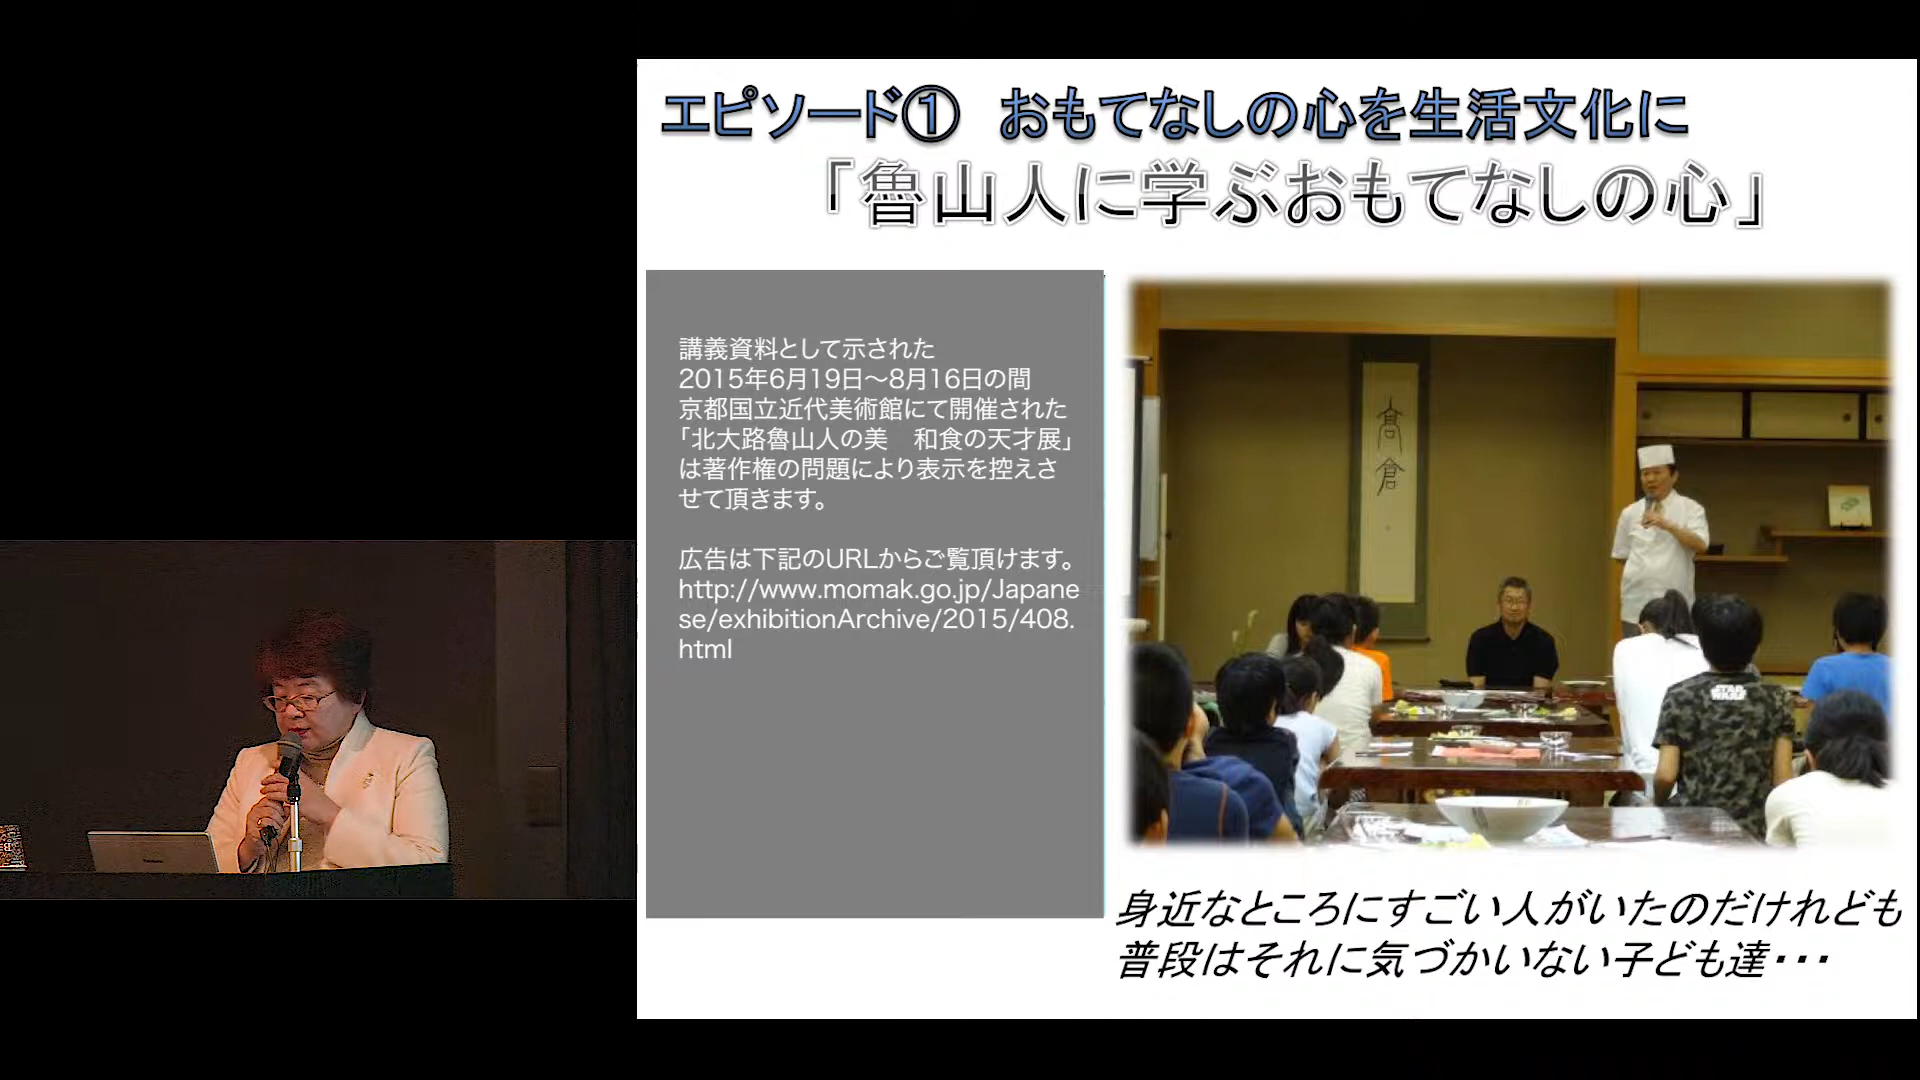 エピソード① おもてなしの心を生活文化に
「魯山人に学ぶおもてなしの心」
講義資料として示された
2015年6月19日〜8月16日の間
京都国立近代美術館にて開催された
「北大路魯山人の美　和食の天才展」
は著作権の問題により表示を控えさ
せて頂きます。
広告は下記のURLからご覧頂けます。
http://www.momak.go.jp/Japane
se/exhibitionArchive/2015/408.
html
高倉
STAR
WARS
身近なところにすごい人がいたのだけれども
普段はそれに気づかいない子ども達・・・